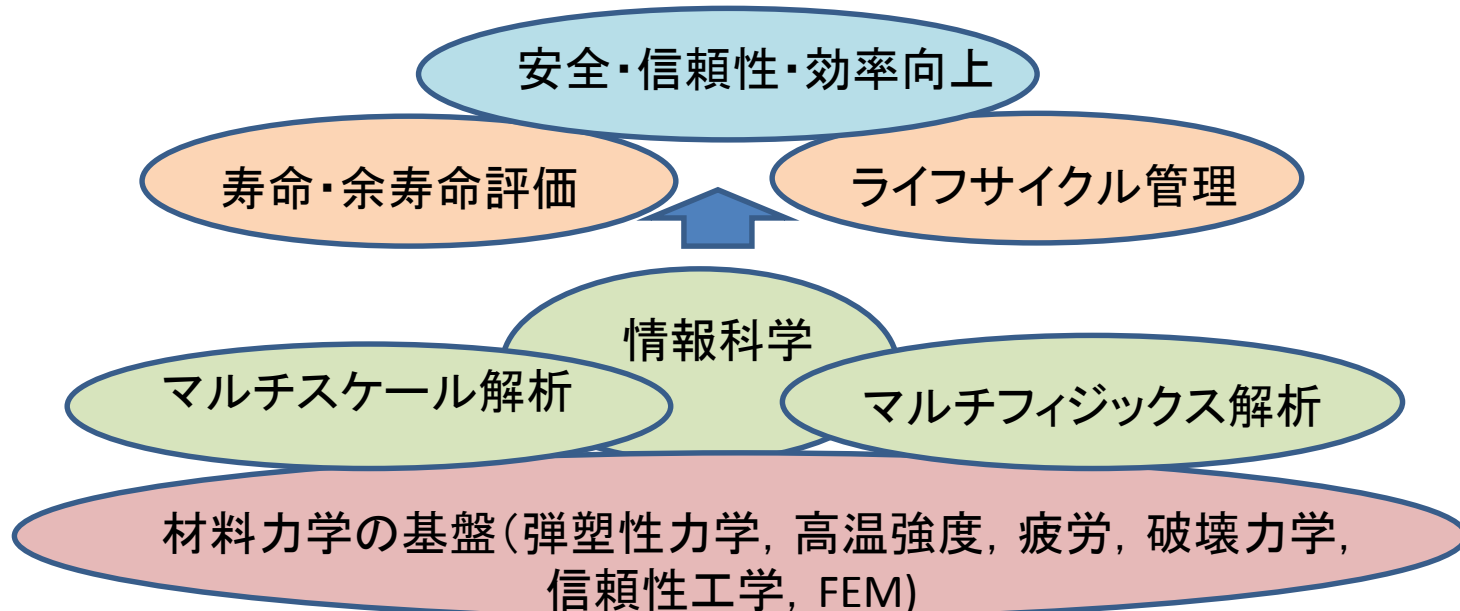 安全・信頼性・効率向上
寿命・余寿命評価
ライフサイクル管理
情報科学
マルチスケール解析
マルチフィジックス解析
材料力学の基盤(弾塑性力学, 高温強度, 疲労, 破壊力学,
信頼性工学, FEM)